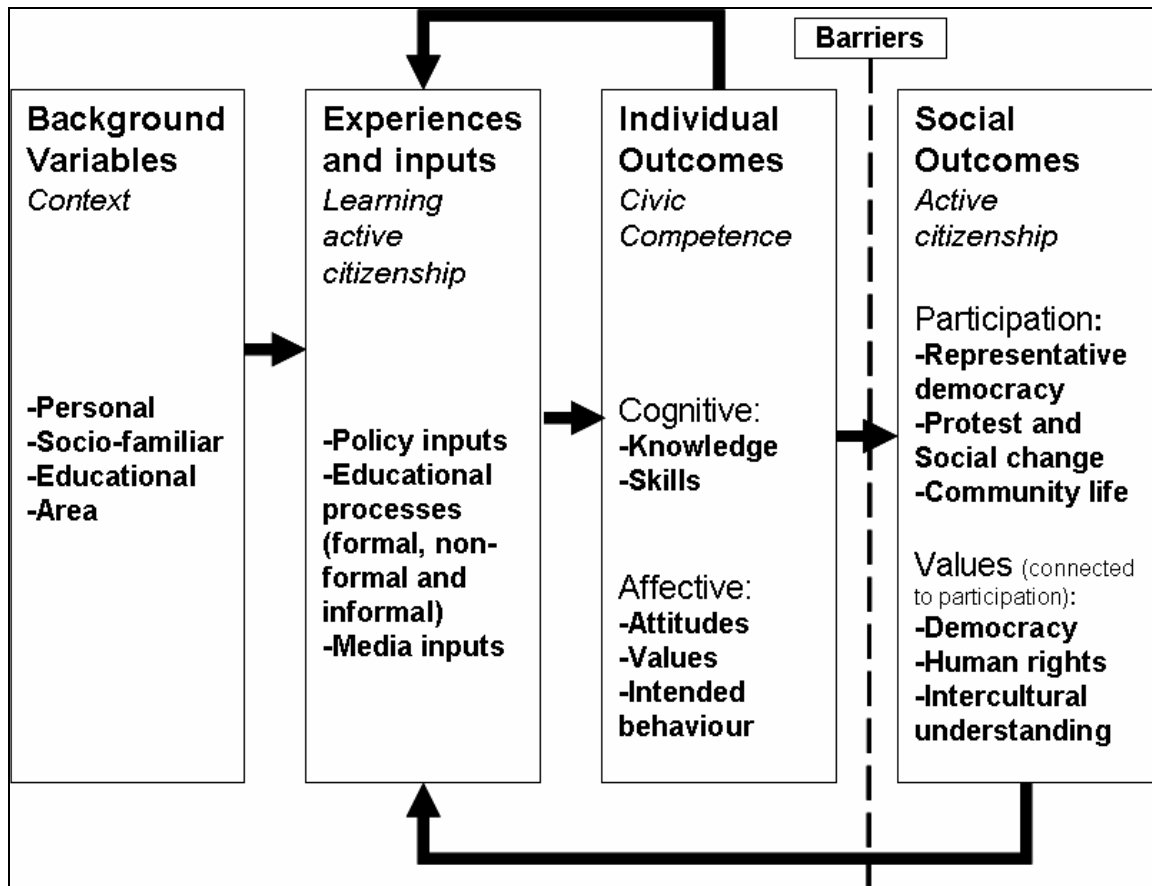 Barriers
Background
Variables
Context
-Personal
-Socio-familiar
-Educational
-Area
Experiences
and inputs
Learning
active
citizenship
-Policy inputs
-Educational
processes
(formal, non-
formal and
informal)
-Media inputs
Individual
Outcomes
Civic
Competence
Cognitive:
-Knowledge
-Skills
Affective:
-Attitudes
-Values
-Intended
behaviour
Social
Outcomes
Active
citizenship
Participation:
-Representative
democracy
-Protest and
Social change
-Community life
Values (connected
to participation):
-Democracy
-Human rights
-Intercultural
understanding